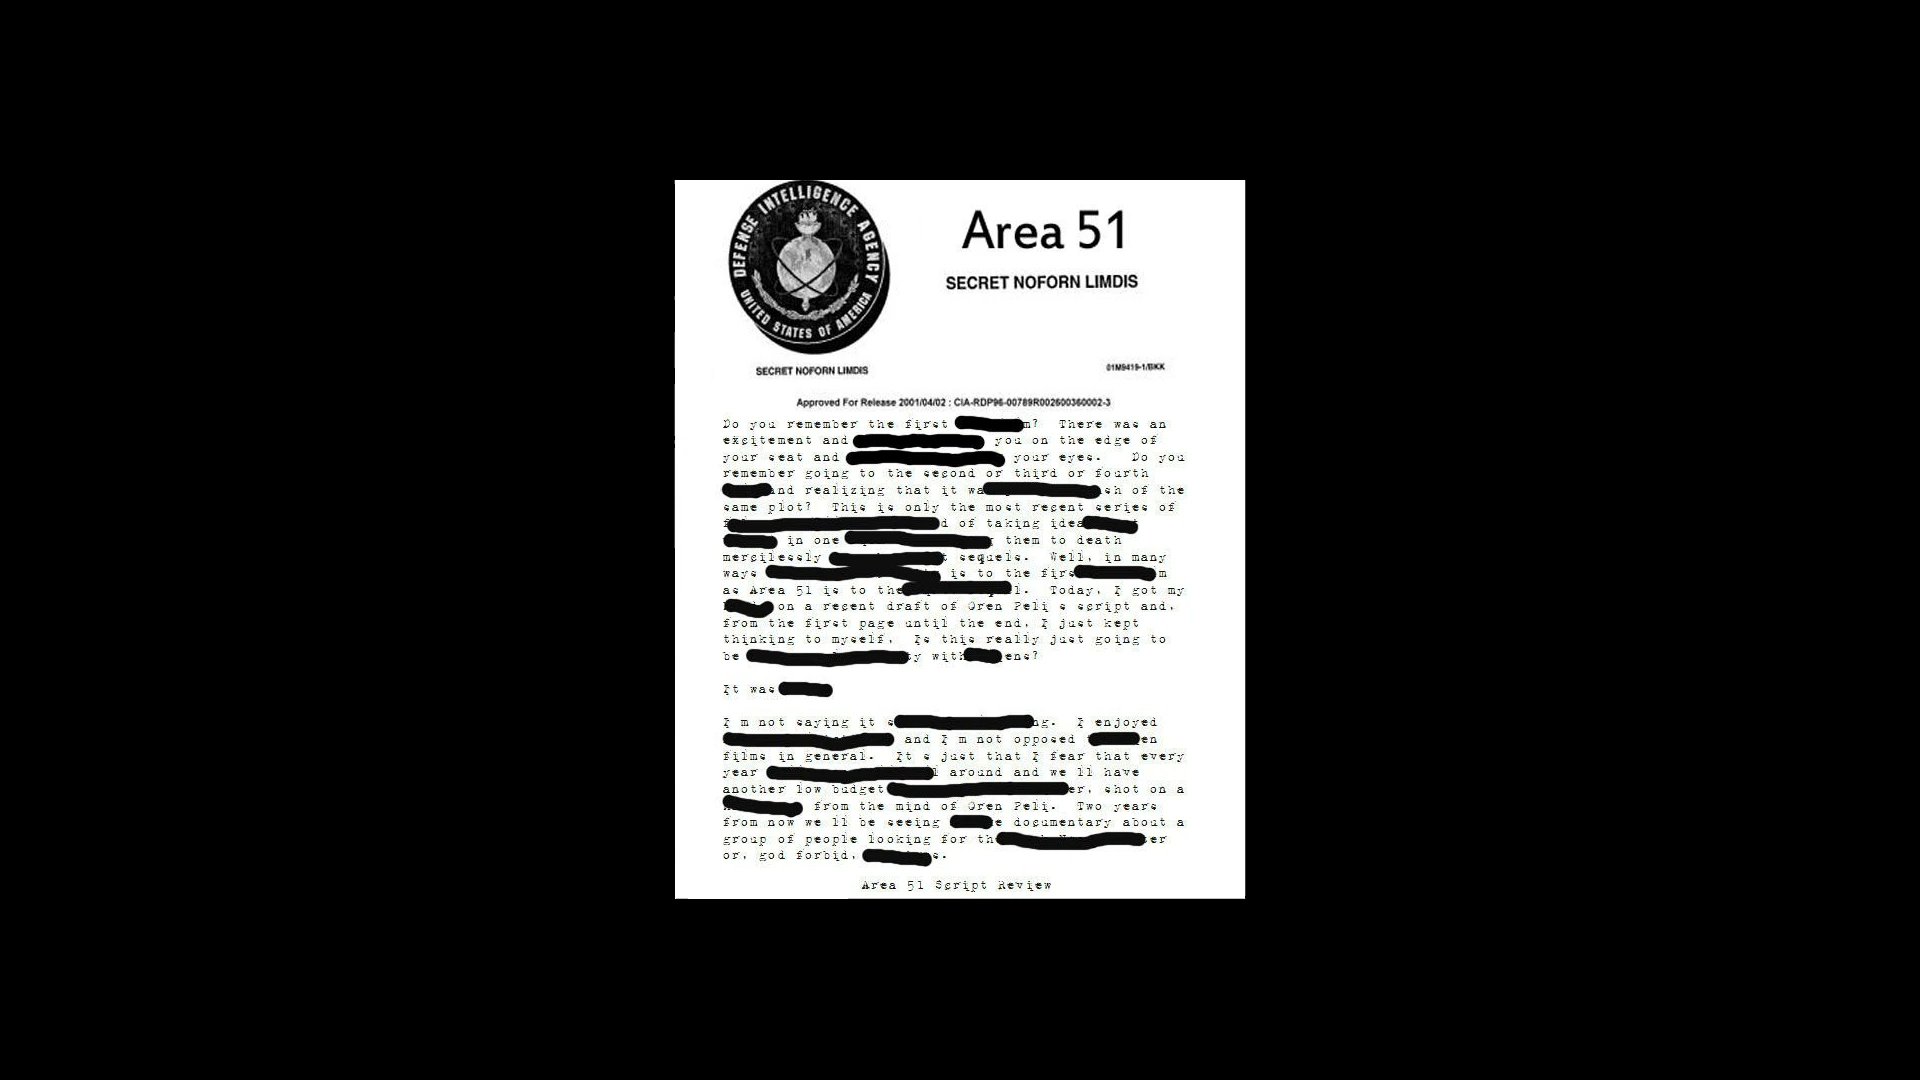 DEFENSE INTELLIGENCE AGENCY
UNITED STATES OF AMERICA
Area 51
SECRET NOFORN LIMDIS
SECRET NOFORN LIMDIS
01M9419-1/BKK
Approved For Release 2001/04/02 : CIA-RDP96-00789R002600360002-3
Do you remember the first m? There was an
excitement and you on the edge of
your seat and your eyes. Do you
remember going to the second or third or fourth
and realizing that it wa sh of the
same plot? This is only the most recent series of
f d of taking idea
in one them to death
mercilessly t sequels. Well, in many
ways is to the firs m
as Area 51 is to the l. Today, I got my
on a recent draft of Oren Peli s script and,
from the first page until the end, I just kept
thinking to myself, Is this really just going to
be ty with ens?
It was
I m not saying it s ng. I enjoyed
and I m not opposed t en
films in general. It s just that I fear that every
year l around and we ll have
another low budget er, shot on a
from the mind of Oren Peli. Two years
from now we ll be seeing e documentary about a
group of people looking for th ter
or, god forbid, s.
Area 51 Script Review